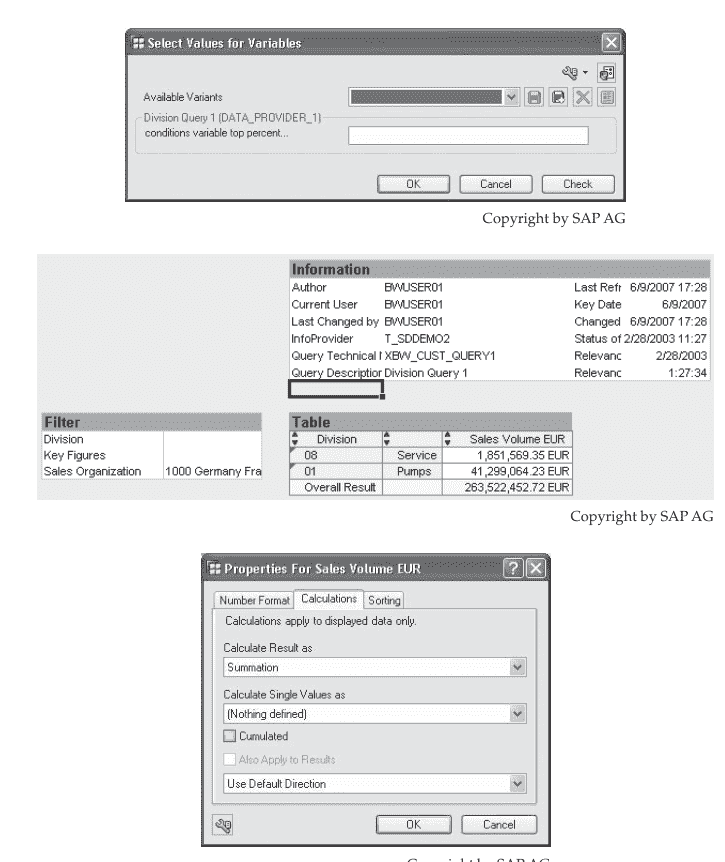 Select Values for Variables
Available Variants
Division Query 1 (DATA_PROVIDER_1)
conditions variable top percent...
OK Cancel Check
Copyright by SAP AG
Information
Author BWUSER01 Last Refr 6/9/2007 17:28
Current User BWUSER01 Key Date 6/9/2007
Last Changed by BWUSER01 Changed 6/9/2007 17:28
InfoProvider T_SDDEMO2 Status of 2/28/2003 11:27
Query Technical XBW_CUST_QUERY1 Relevanc 2/28/2003
Query Description Division Query 1 Relevanc 1:27:34
Filter
Division
Key Figures
Sales Organization 1000 Germany Fra
Table
Division Sales Volume EUR
08 Service 1,851,569.35 EUR
01 Pumps 41,299,064.23 EUR
Overall Result 263,522,452.72 EUR
Copyright by SAP AG
Properties For Sales Volume EUR
Number Format Calculations Sorting
Calculations apply to displayed data only.
Calculate Result as
Summation
Calculate Single Values as
(Nothing defined)
Cumulated
Also Apply to Results
Use Default Direction
OK Cancel